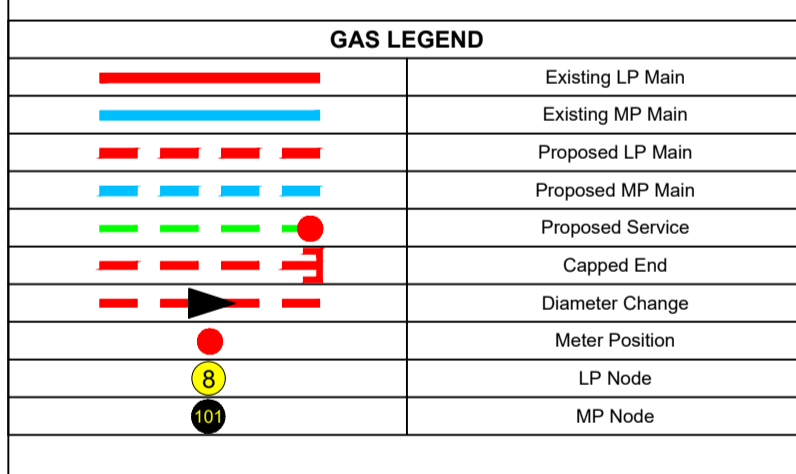 GAS LEGEND
Existing LP Main
Existing MP Main
Proposed LP Main
Proposed MP Main
Proposed Service
Capped End
Diameter Change
Meter Position
8 LP Node
101 MP Node